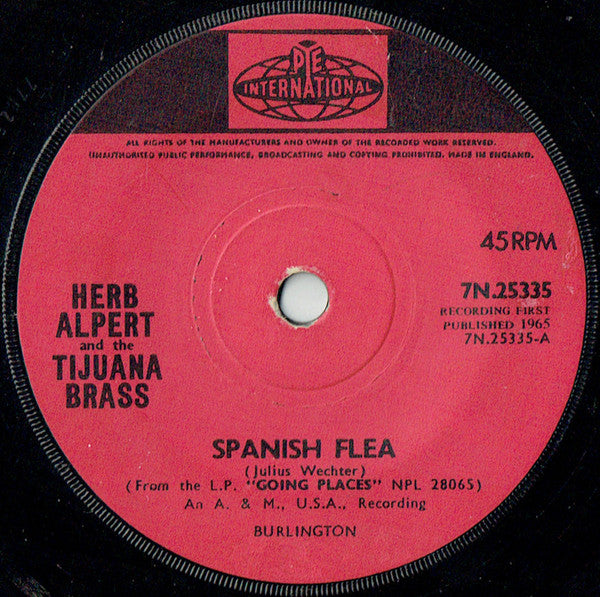 PYE
INTERNATIONAL
ALL RIGHTS OF THE MANUFACTURERS AND OWNER OF THE RECORDED WORK RESERVED.
UNAUTHORISED PUBLIC PERFORMANCE, BROADCASTING AND COPYING PROHIBITED. MADE IN ENGLAND.
45 RPM
7N.25335
RECORDING FIRST
PUBLISHED 1965
7N.25335-A
HERB
ALPERT
and the
TIJUANA
BRASS
SPANISH FLEA
(Julius Wechter)
(From the L.P. "GOING PLACES" NPL 28065)
An A. & M., U.S.A., Recording
BURLINGTON